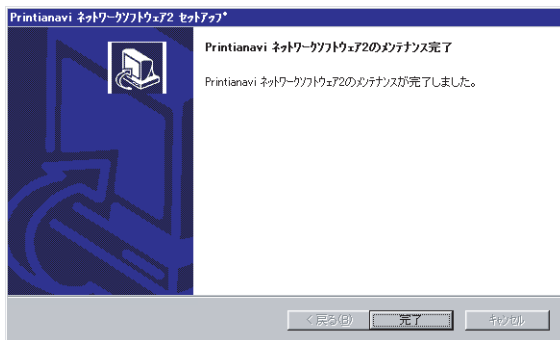 Printianavi ネットワークソフトウェア2 セットアップ
Printianavi ネットワークソフトウェア2のメンテナンス完了
Printianavi ネットワークソフトウェア2のメンテナンスが完了しました。
< 戻る(B)
完了
キャンセル